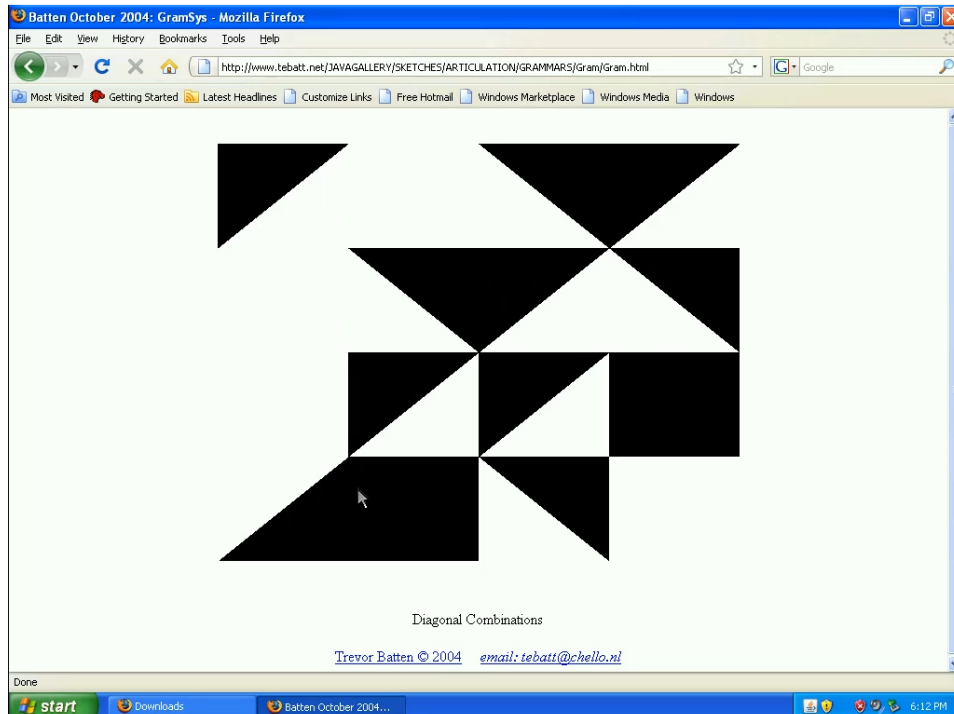 Batten October 2004: GramSys - Mozilla Firefox
File Edit View History Bookmarks Tools Help
http://www.tebatt.net/JAVAGALLERY/SKETCHES/ARTICULATION/GRAMMARS/Gram/Gram.html G Google
Most Visited Getting Started Latest Headlines Customize Links Free Hotmail Windows Marketplace Windows Media Windows
Diagonal Combinations
Trevor Batten © 2004 email: tebatt@chello.nl
Done
start Downloads Batten October 2004... 6:12 PM